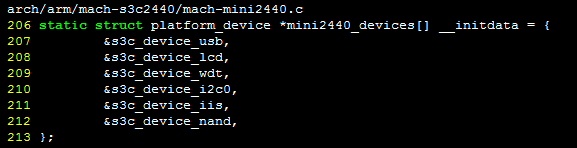 arch/arm/mach-s3c2440/mach-mini2440.c
206 static struct platform_device *mini2440_devices[] __initdata = {
207         &s3c_device_usb,
208         &s3c_device_lcd,
209         &s3c_device_wdt,
210         &s3c_device_i2c0,
211         &s3c_device_iis,
212         &s3c_device_nand,
213 };